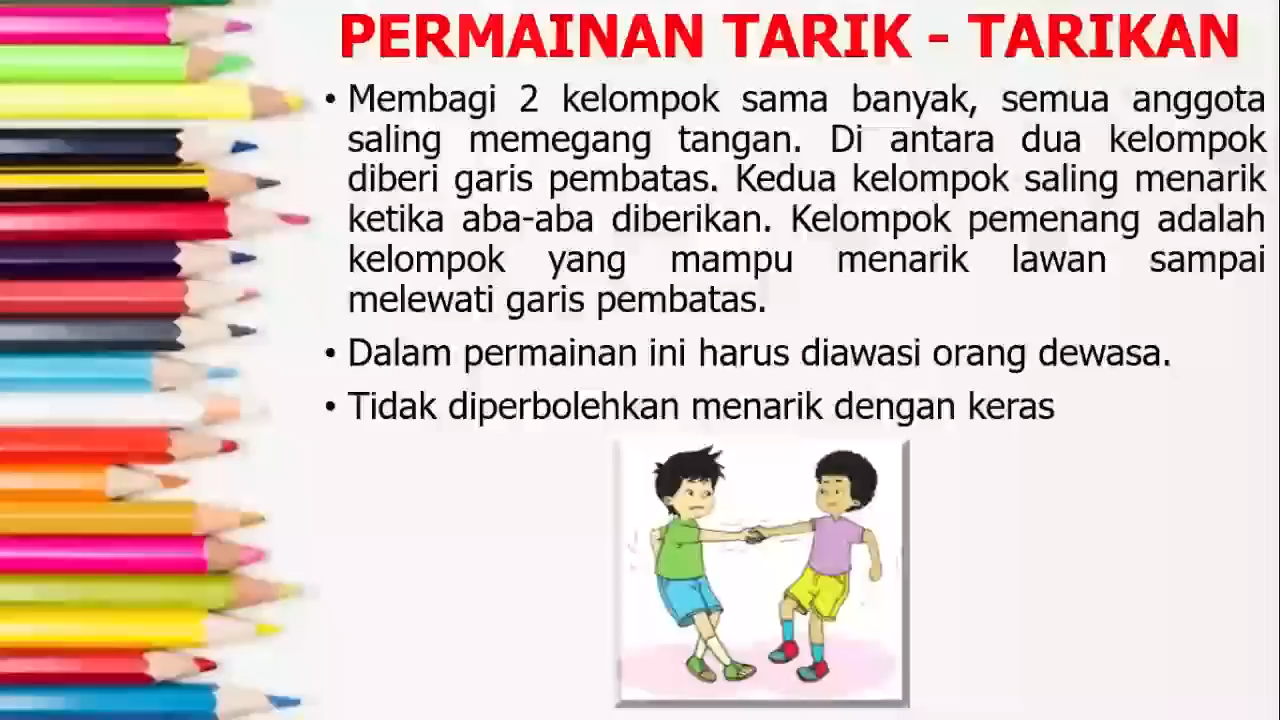 PERMAINAN TARIK - TARIKAN
• Membagi 2 kelompok sama banyak, semua anggota
saling memegang tangan. Di antara dua kelompok
diberi garis pembatas. Kedua kelompok saling menarik
ketika aba-aba diberikan. Kelompok pemenang adalah
kelompok yang mampu menarik lawan sampai
melewati garis pembatas.
• Dalam permainan ini harus diawasi orang dewasa.
• Tidak diperbolehkan menarik dengan keras